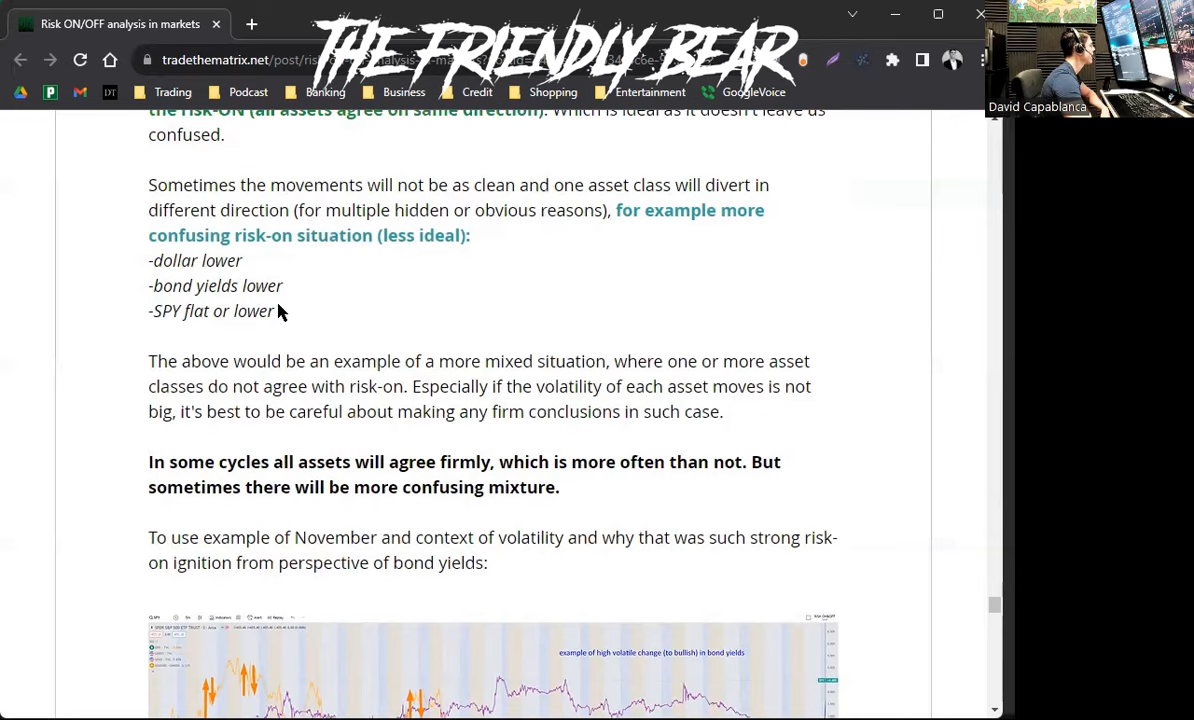 Risk ON/OFF analysis in markets
THE FRIENDLY BEAR
tradethematrix.net/post/
Trading
Podcast
Banking
Business
Credit
Shopping
Entertainment
GoogleVoice
David Capablanca
the risk-ON (all assets agree on same direction). Which is ideal as it doesn't leave us
confused.
Sometimes the movements will not be as clean and one asset class will divert in
different direction (for multiple hidden or obvious reasons), for example more
confusing risk-on situation (less ideal):
-dollar lower
-bond yields lower
-SPY flat or lower
The above would be an example of a more mixed situation, where one or more asset
classes do not agree with risk-on. Especially if the volatility of each asset moves is not
big, it's best to be careful about making any firm conclusions in such case.
In some cycles all assets will agree firmly, which is more often than not. But
sometimes there will be more confusing mixture.
To use example of November and context of volatility and why that was such strong risk-
on ignition from perspective of bond yields:
example of high volatile change (to bullish) in bond yields